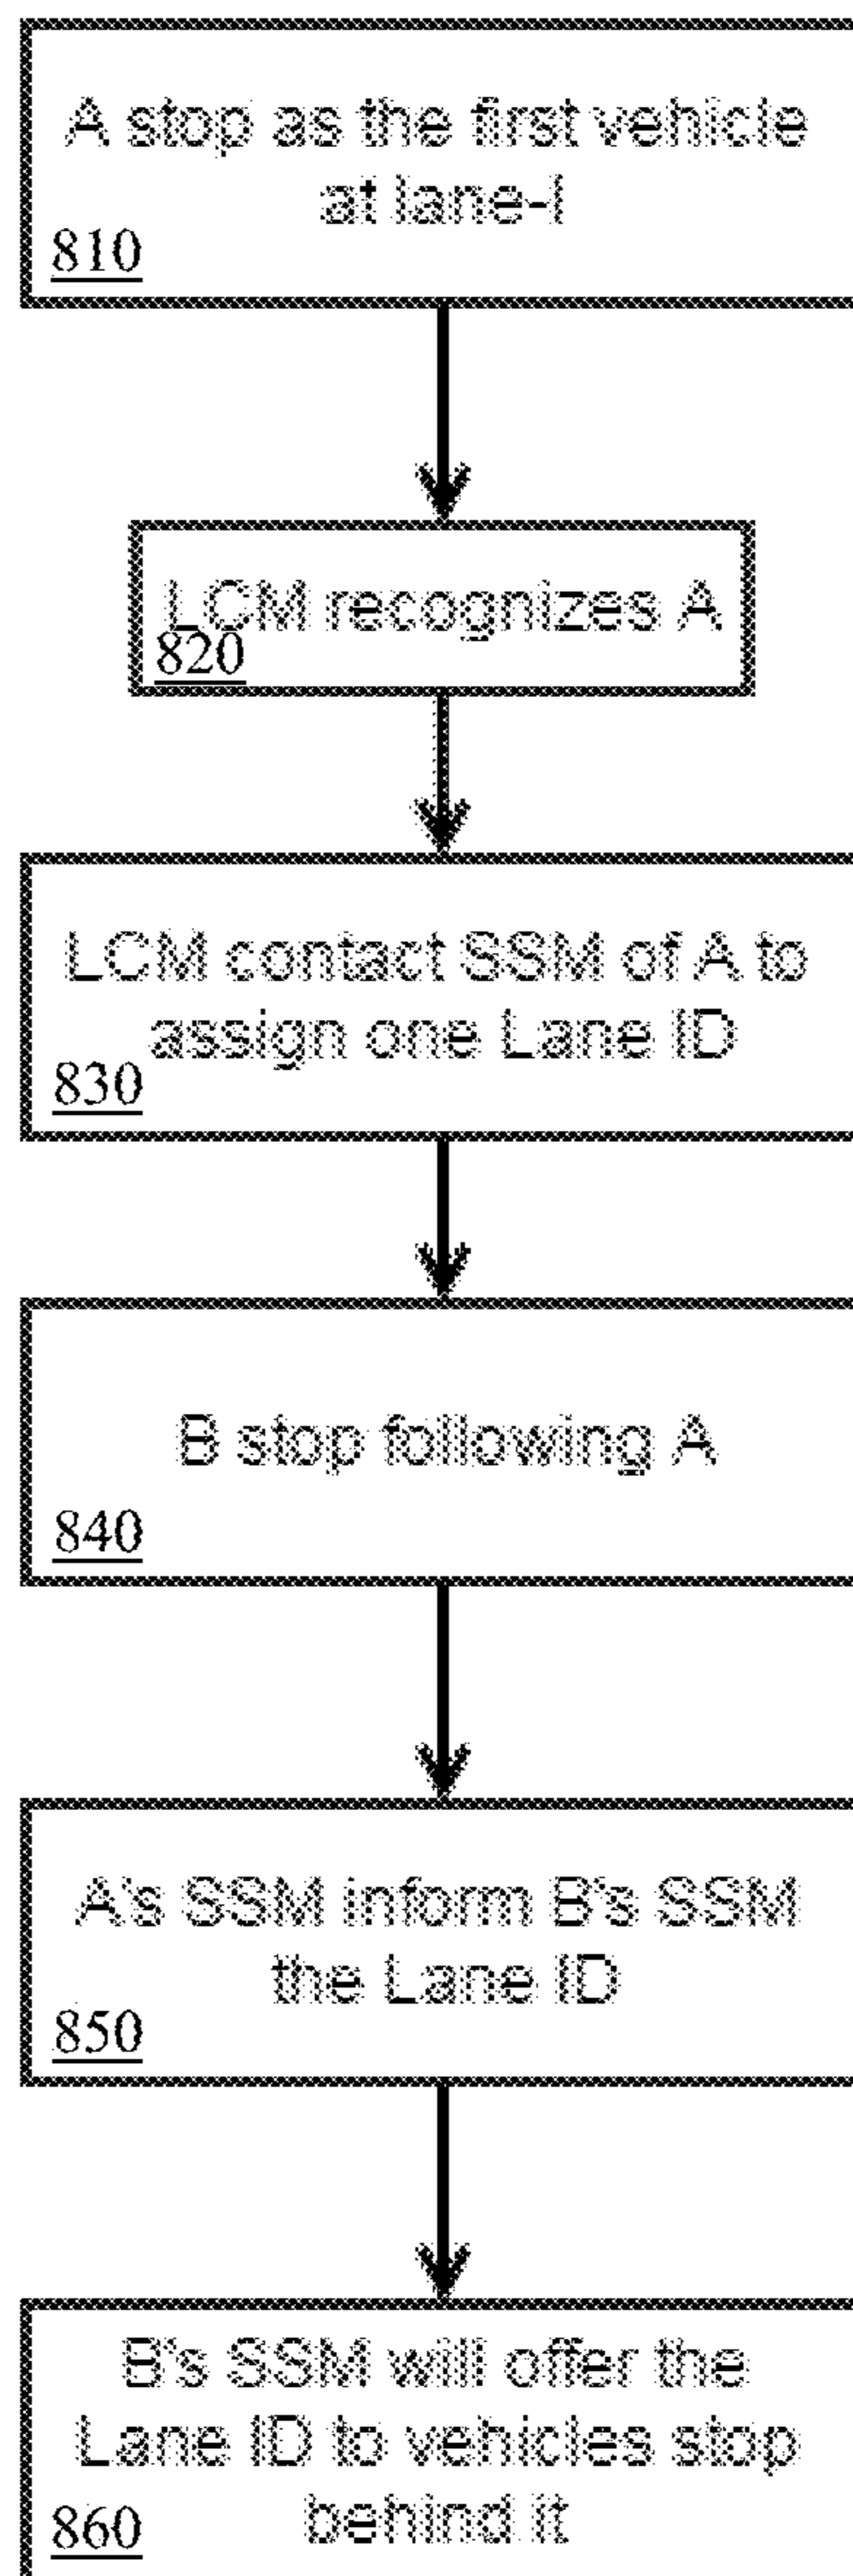 A stop as the first vehicle
at lane-I
810
LCM recognizes A
820
LCM contact SSM of A to
assign one Lane ID
830
B stop following A
840
A's SSM inform B's SSM
the Lane ID
850
B's SSM will offer the
Lane ID to vehicles stop
behind it
860